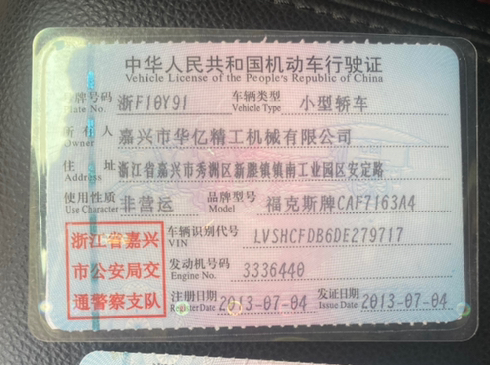 中华人民共和国机动车行驶证
Vehicle License of the People's Republic of China
号牌号码 浙F10Y91 车辆类型 小型轿车
Plate No. Vehicle Type
所有人 嘉兴市华亿精工机械有限公司
Owner
住址 浙江省嘉兴市秀洲区新塍镇镇南工业园区安定路
Address
使用性质 非营运 品牌型号 福克斯牌CAF7163A4
Use Character Model
浙江省嘉兴
市公安局交
通警察支队
车辆识别代号 LVSHCFDB6DE279717
VIN
发动机号码 3336440
Engine No.
注册日期 2013-07-04 发证日期 2013-07-04
Register Date Issue Date